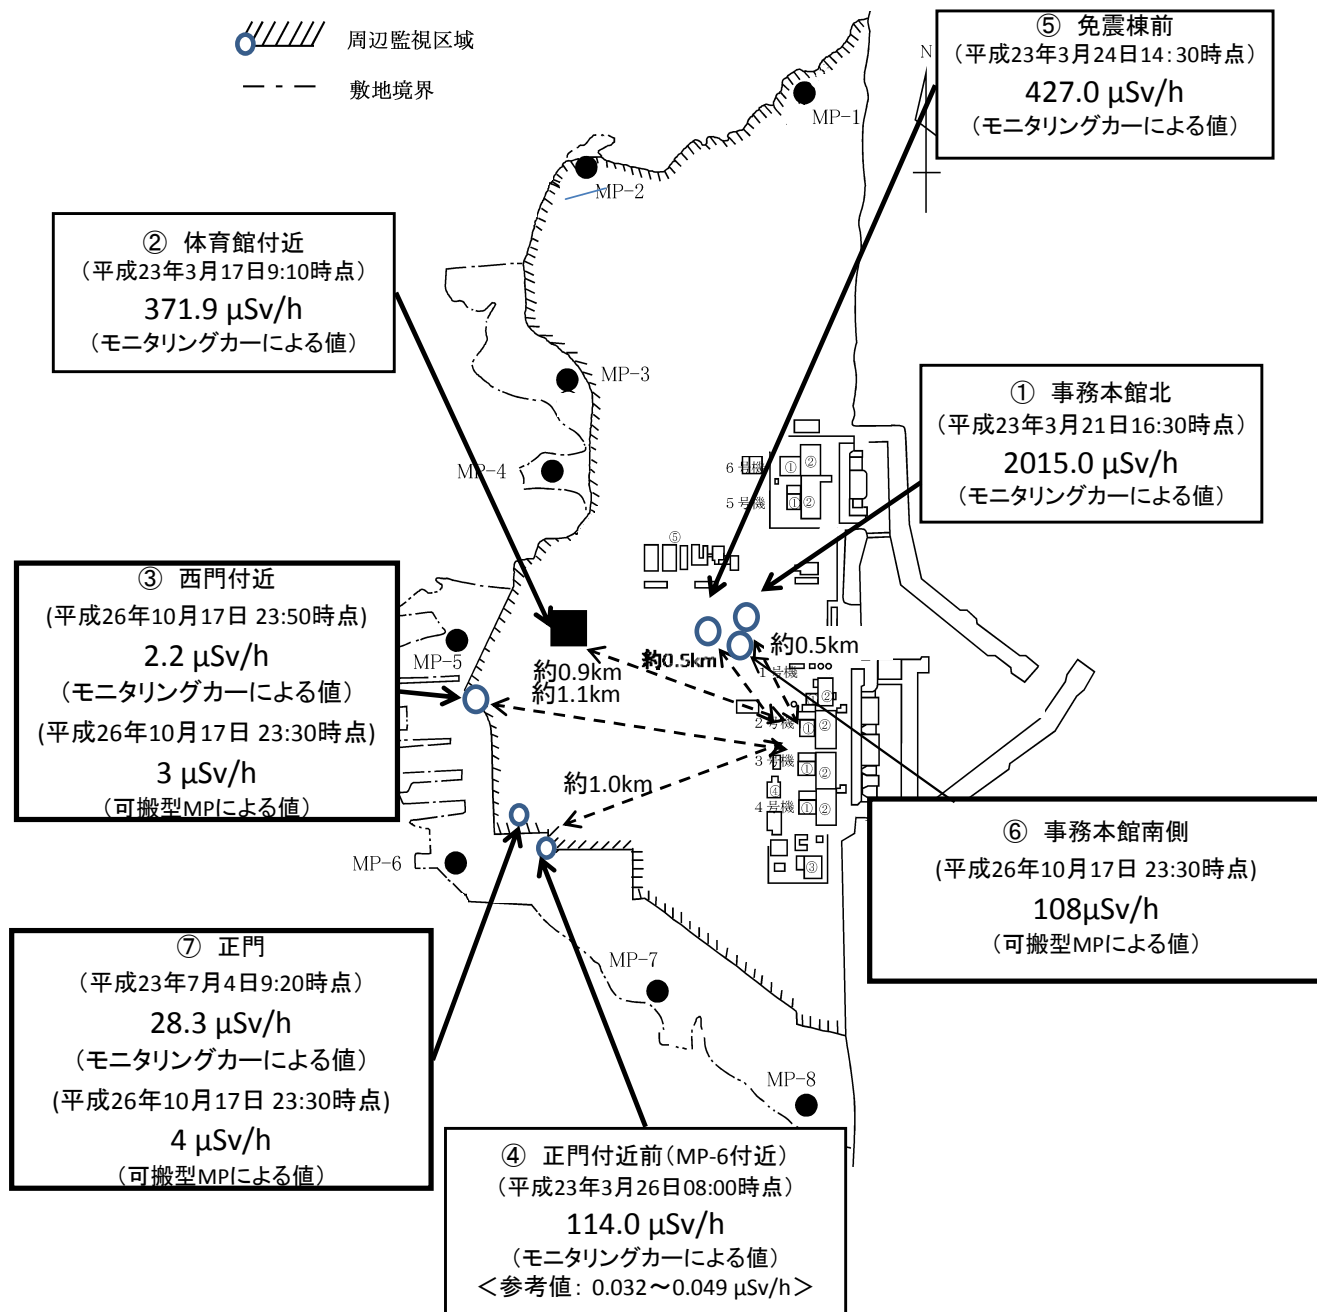 周辺監視区域
敷地境界
⑤ 免震棟前
(平成23年3月24日14:30時点)
427.0 μSv/h
(モニタリングカーによる値)
N
MP-1
MP-2
② 体育館付近
(平成23年3月17日9:10時点)
371.9 μSv/h
(モニタリングカーによる値)
MP-3
MP-4
① 事務本館北
(平成23年3月21日16:30時点)
2015.0 μSv/h
(モニタリングカーによる値)
6号機
①
②
5号機
①
②
⑤
③ 西門付近
(平成26年10月17日 23:50時点)
2.2 μSv/h
(モニタリングカーによる値)
(平成26年10月17日 23:30時点)
3 μSv/h
(可搬型MPによる値)
MP-5
約0.9km
約1.1km
約0.5km
約0.5km
1号機
②
2号機
①
②
3号機
①
②
④
4号機
①
②
③
約1.0km
MP-6
⑥ 事務本館南側
(平成26年10月17日 23:30時点)
108μSv/h
(可搬型MPによる値)
⑦ 正門
(平成23年7月4日9:20時点)
28.3 μSv/h
(モニタリングカーによる値)
(平成26年10月17日 23:30時点)
4 μSv/h
(可搬型MPによる値)
MP-7
MP-8
④ 正門付近前(MP-6付近)
(平成23年3月26日08:00時点)
114.0 μSv/h
(モニタリングカーによる値)
<参考値: 0.032～0.049 μSv/h>